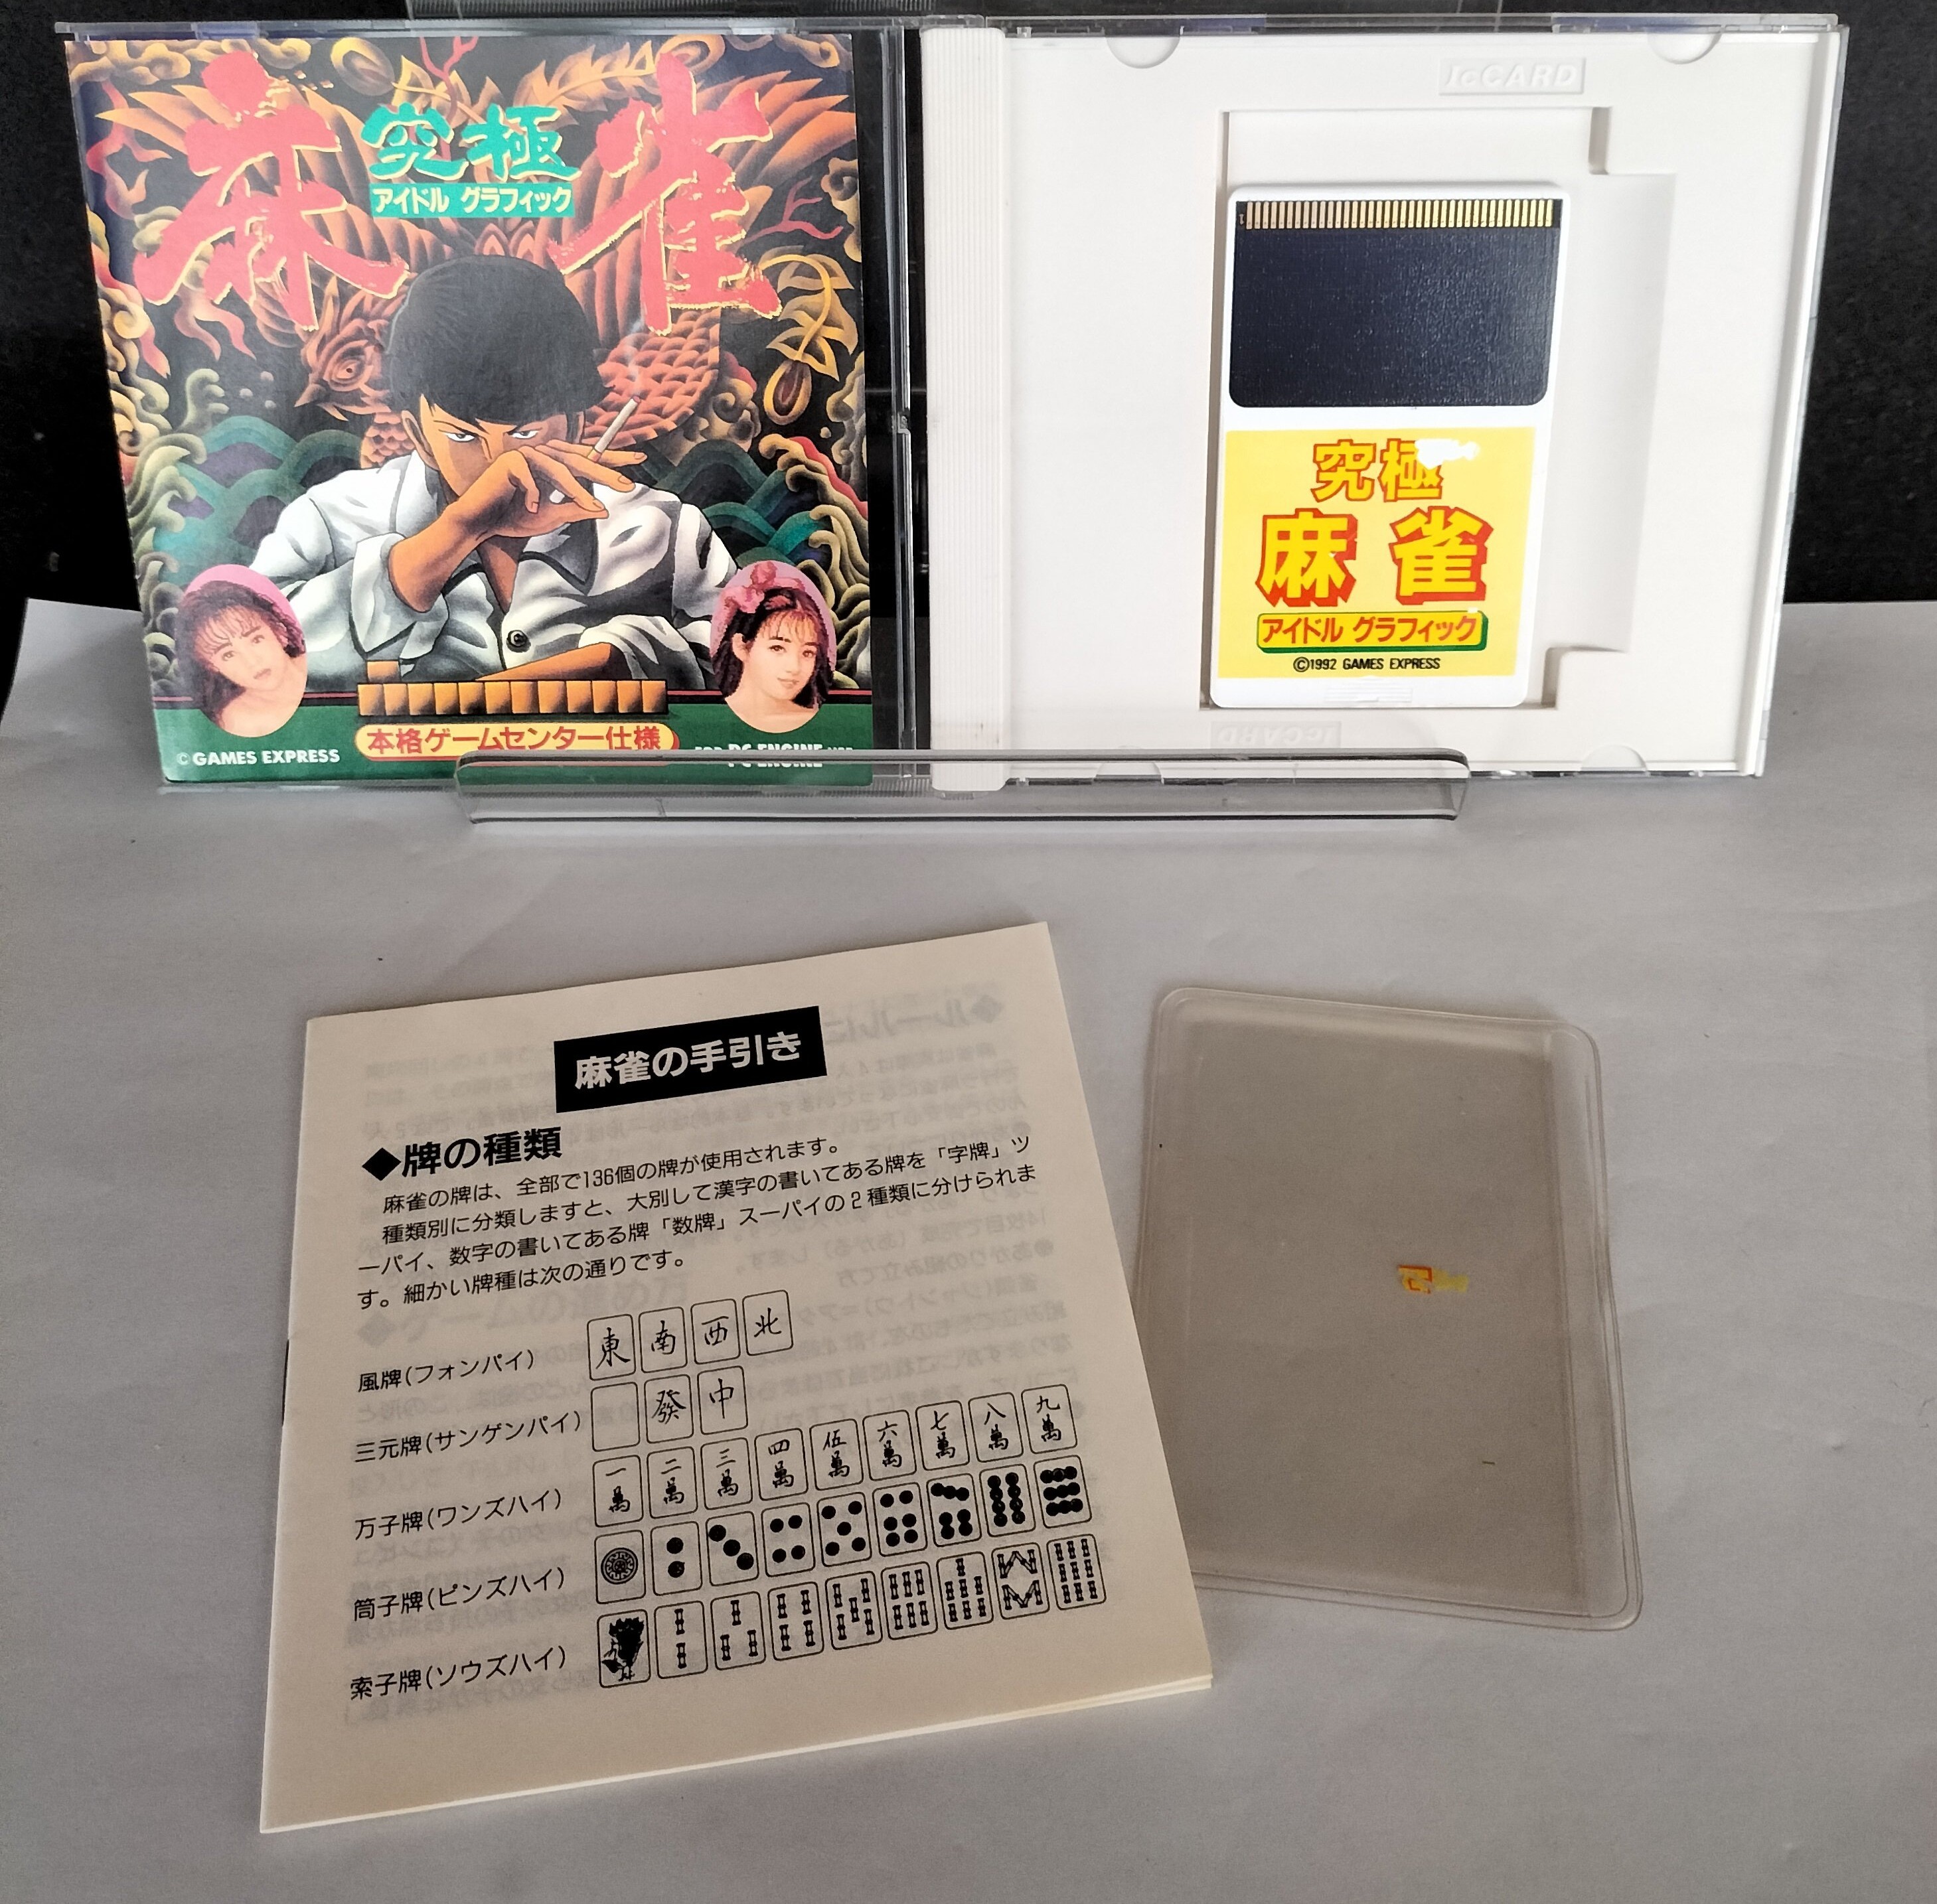 究極
麻雀
アイドル グラフィック
本格ゲームセンター仕様
© GAMES EXPRESS
FOR PC ENGINE
IC CARD
究極
麻雀
アイドル グラフィック
©1992 GAMES EXPRESS
麻雀の手引き
◆牌の種類
麻雀の牌は、全部で136個の牌が使用されます。
種類別に分類しますと、大別して漢字の書いてある牌を「字牌」ツ
ーパイ、数字の書いてある牌「数牌」スーパイの2種類に分けられま
す。細かい牌種は次の通りです。
風牌(フォンパイ) 東 南 西 北
三元牌(サンゲンパイ) 發 中
万子牌(ワンズハイ) 一萬 二萬 三萬 四萬 伍萬 六萬 七萬 八萬 九萬
筒子牌(ピンズハイ)
索子牌(ソウズハイ)